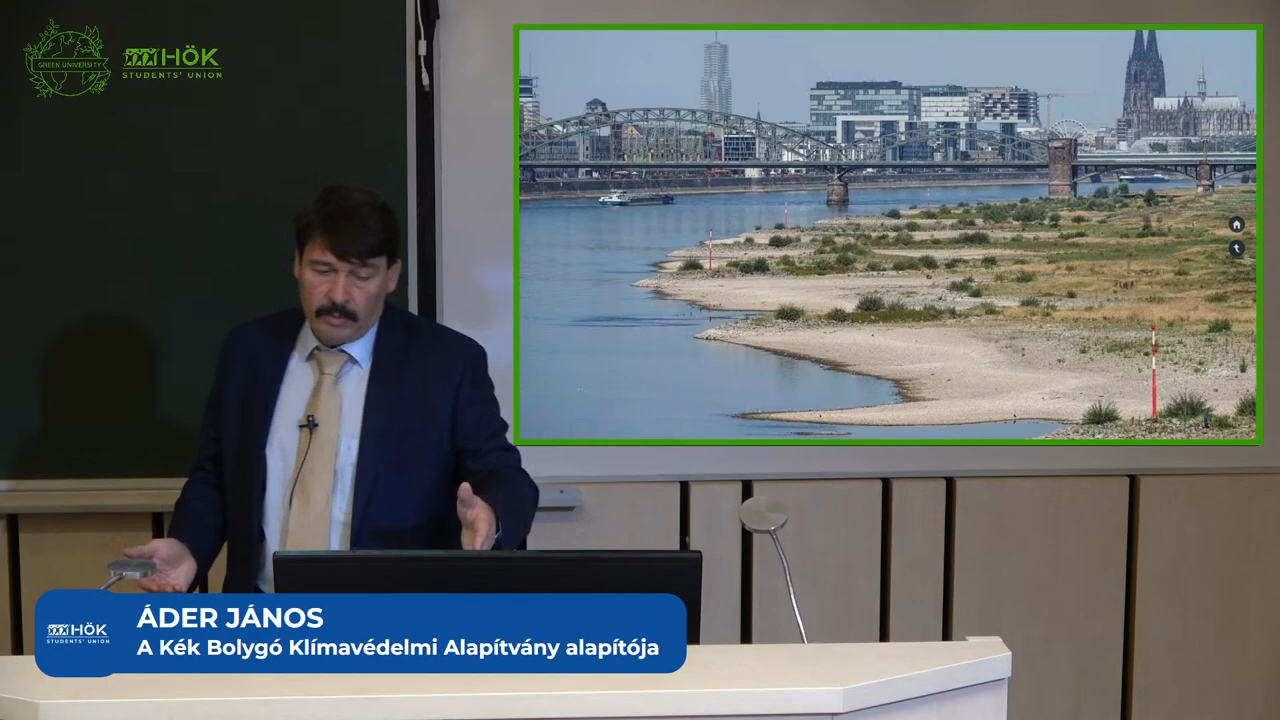 GREEN UNIVERSITY
HÖK
STUDENTS' UNION
HÖK
STUDENTS' UNION
ÁDER JÁNOS
A Kék Bolygó Klímavédelmi Alapítvány alapítója